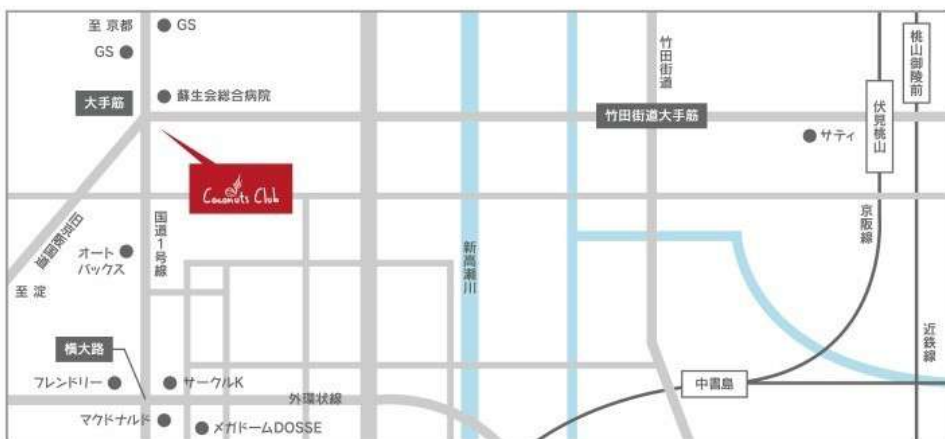 至 京都
GS
GS
蘇生会総合病院
大手筋
竹田街道
竹田街道大手筋
サティ
伏見桃山
桃山御陵前
Coconuts Club
旧京阪国道
国道1号線
オート
バックス
至 淀
新高瀬川
京阪線
近鉄線
横大路
フレンドリー
サークルK
外環状線
中書島
マクドナルド
メガドームDOSSE